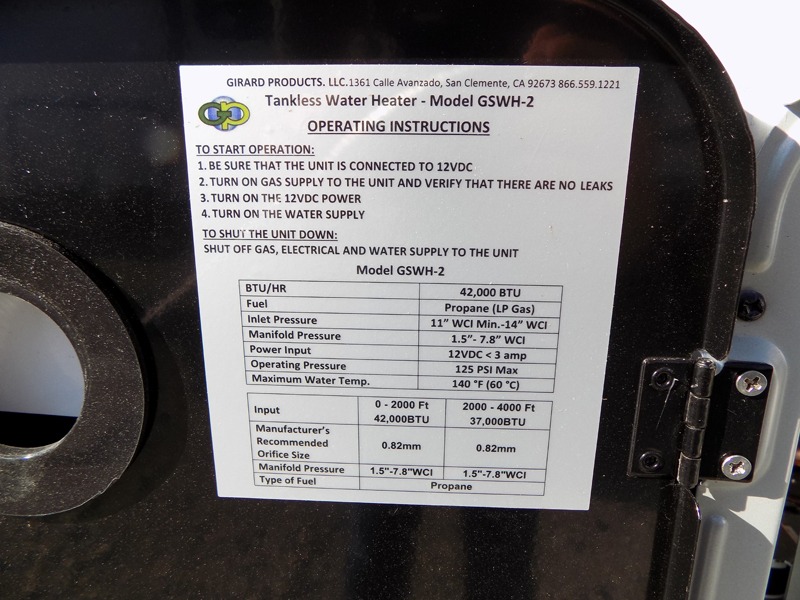 GIRARD PRODUCTS. LLC.1361 Calle Avanzado, San Clemente, CA 92673 866.559.1221
Tankless Water Heater - Model GSWH-2
OPERATING INSTRUCTIONS
TO START OPERATION:
1. BE SURE THAT THE UNIT IS CONNECTED TO 12VDC
2. TURN ON GAS SUPPLY TO THE UNIT AND VERIFY THAT THERE ARE NO LEAKS
3. TURN ON THE 12VDC POWER
4. TURN ON THE WATER SUPPLY
TO SHUT THE UNIT DOWN:
SHUT OFF GAS, ELECTRICAL AND WATER SUPPLY TO THE UNIT
Model GSWH-2
BTU/HR 42,000 BTU
Fuel Propane (LP Gas)
Inlet Pressure 11" WCI Min.-14" WCI
Manifold Pressure 1.5"- 7.8" WCI
Power Input 12VDC < 3 amp
Operating Pressure 125 PSI Max
Maximum Water Temp. 140 °F (60 °C)
Input 0 - 2000 Ft 2000 - 4000 Ft
42,000BTU 37,000BTU
Manufacturer's
Recommended 0.82mm 0.82mm
Orifice Size
Manifold Pressure 1.5"-7.8"WCI 1.5"-7.8"WCI
Type of Fuel Propane